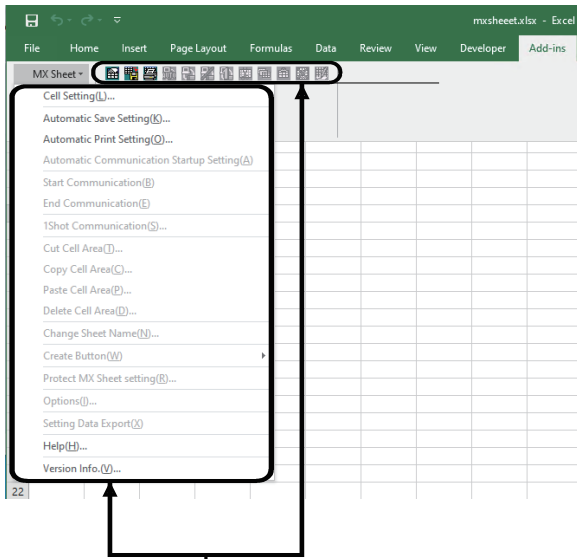 mxsheeet.xlsx - Excel
File Home Insert Page Layout Formulas Data Review View Developer Add-ins
MX Sheet
Cell Setting(L)...
Automatic Save Setting(K)...
Automatic Print Setting(O)...
Automatic Communication Startup Setting(A)
Start Communication(B)
End Communication(E)
1Shot Communication(S)...
Cut Cell Area(T)...
Copy Cell Area(C)...
Paste Cell Area(P)...
Delete Cell Area(D)...
Change Sheet Name(N)...
Create Button(W)
Protect MX Sheet setting(R)...
Options(I)...
Setting Data Export(X)
Help(H)...
Version Info.(V)...
22